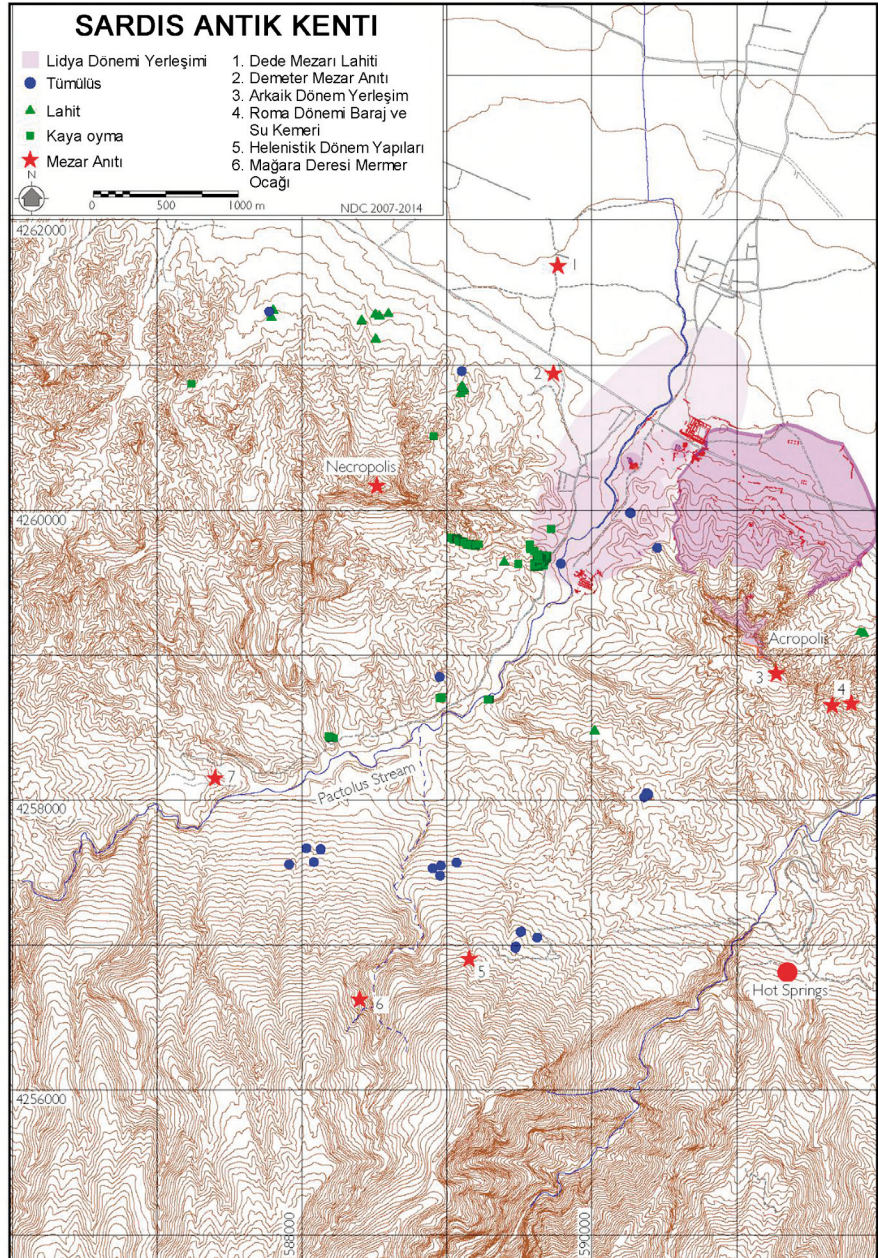 SARDIS ANTIK KENTI
Lidya Dönemi Yerleşimi
Tümülüs
Lahit
Kaya oyma
Mezar Anıtı
1. Dede Mezarı Lahiti
2. Demeter Mezar Anıtı
3. Arkaik Dönem Yerleşim
4. Roma Dönemi Baraj ve
Su Kemeri
5. Helenistik Dönem Yapıları
6. Mağara Deresi Mermer
Ocağı
N
0 500 1000 m
NDC 2007-2014
4262000
1
2
Necropolis
4260000
Acropolis
3
4
7
Pactolus Stream
4258000
5
6
Hot Springs
4256000
588000
590000